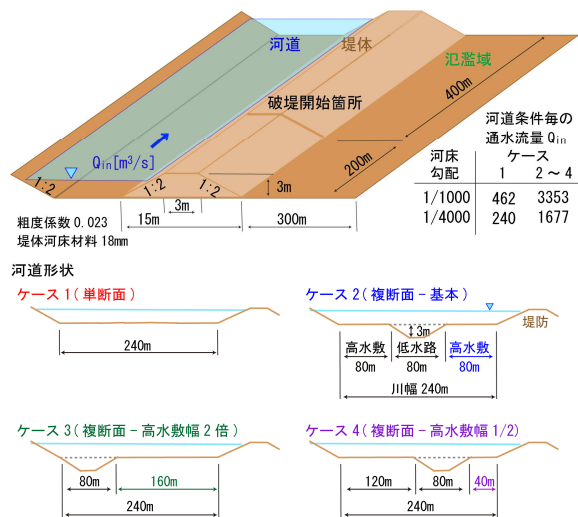 河道
堤体
氾濫域
破堤開始箇所
400m
Qin[m³/s]
200m
1:2
1:2
1:2
3m
3m
15m
300m
粗度係数 0.023
堤体河床材料 18mm
河道条件毎の
通水流量 Qin
河床
勾配
ケース
1 2～4
1/1000 462 3353
1/4000 240 1677
河道形状
ケース 1 ( 単断面 )
240m
ケース 2 ( 複断面 − 基本 )
3m
堤防
高水敷 低水路 高水敷
80m 80m 80m
川幅 240m
ケース 3 ( 複断面 − 高水敷幅 2 倍 )
80m 160m
240m
ケース 4 ( 複断面 − 高水敷幅 1/2)
120m 80m 40m
240m